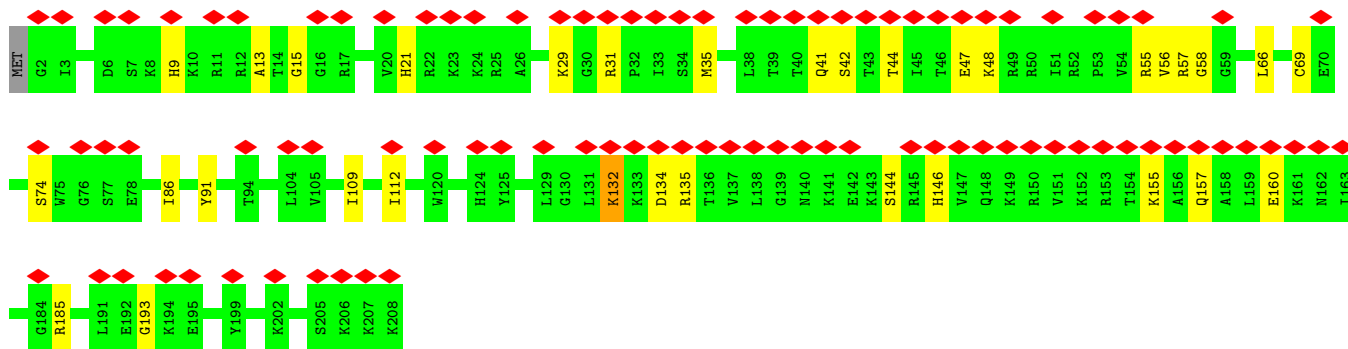 MET G2 I3 D6 S7 K8 H9 K10 R11 R12 A13 T14 G15 G16 R17 V20 H21 R22 K23 K24 R25 A26 K29 G30 R31 P32 I33 S34 M35 L38 T39 T40 Q41 S42 T43 T44 I45 T46 E47 K48 R49 R50 I51 R52 P53 V54 R55 V56 R57 G58 G59 L66 C69 E70
S74 W75 G76 S77 E78 I86 Y91 T94 L104 V105 I109 I112 W120 H124 Y125 L129 G130 L131 K132 K133 D134 R135 T136 V137 L138 G139 N140 K141 E142 K143 S144 R145 H146 V147 Q148 K149 R150 V151 K152 R153 T154 K155 A156 Q157 A158 L159 E160 K161 N162
G184 R185 L191 E192 G193 K194 E195 Y199 K202 S205 K206 K207 K208